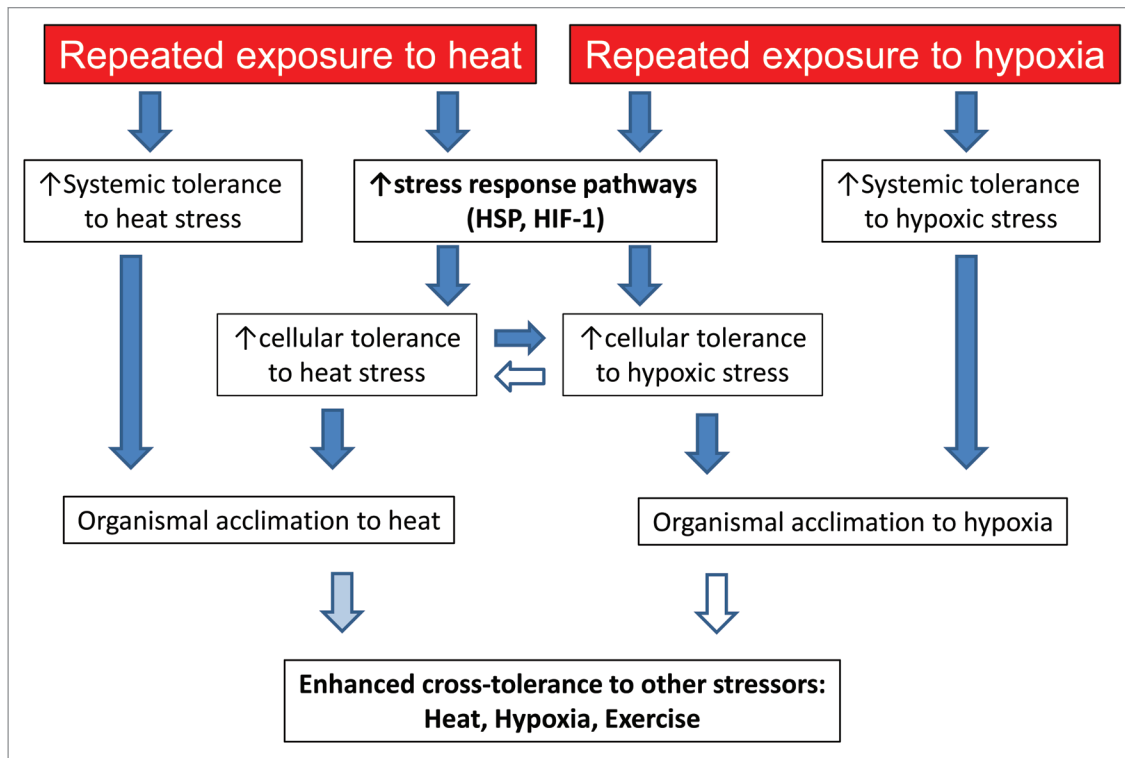 Repeated exposure to heat
Repeated exposure to hypoxia
↑Systemic tolerance
to heat stress
↑stress response pathways
(HSP, HIF-1)
↑Systemic tolerance
to hypoxic stress
↑cellular tolerance
to heat stress
↑cellular tolerance
to hypoxic stress
Organismal acclimation to heat
Organismal acclimation to hypoxia
Enhanced cross-tolerance to other stressors:
Heat, Hypoxia, Exercise